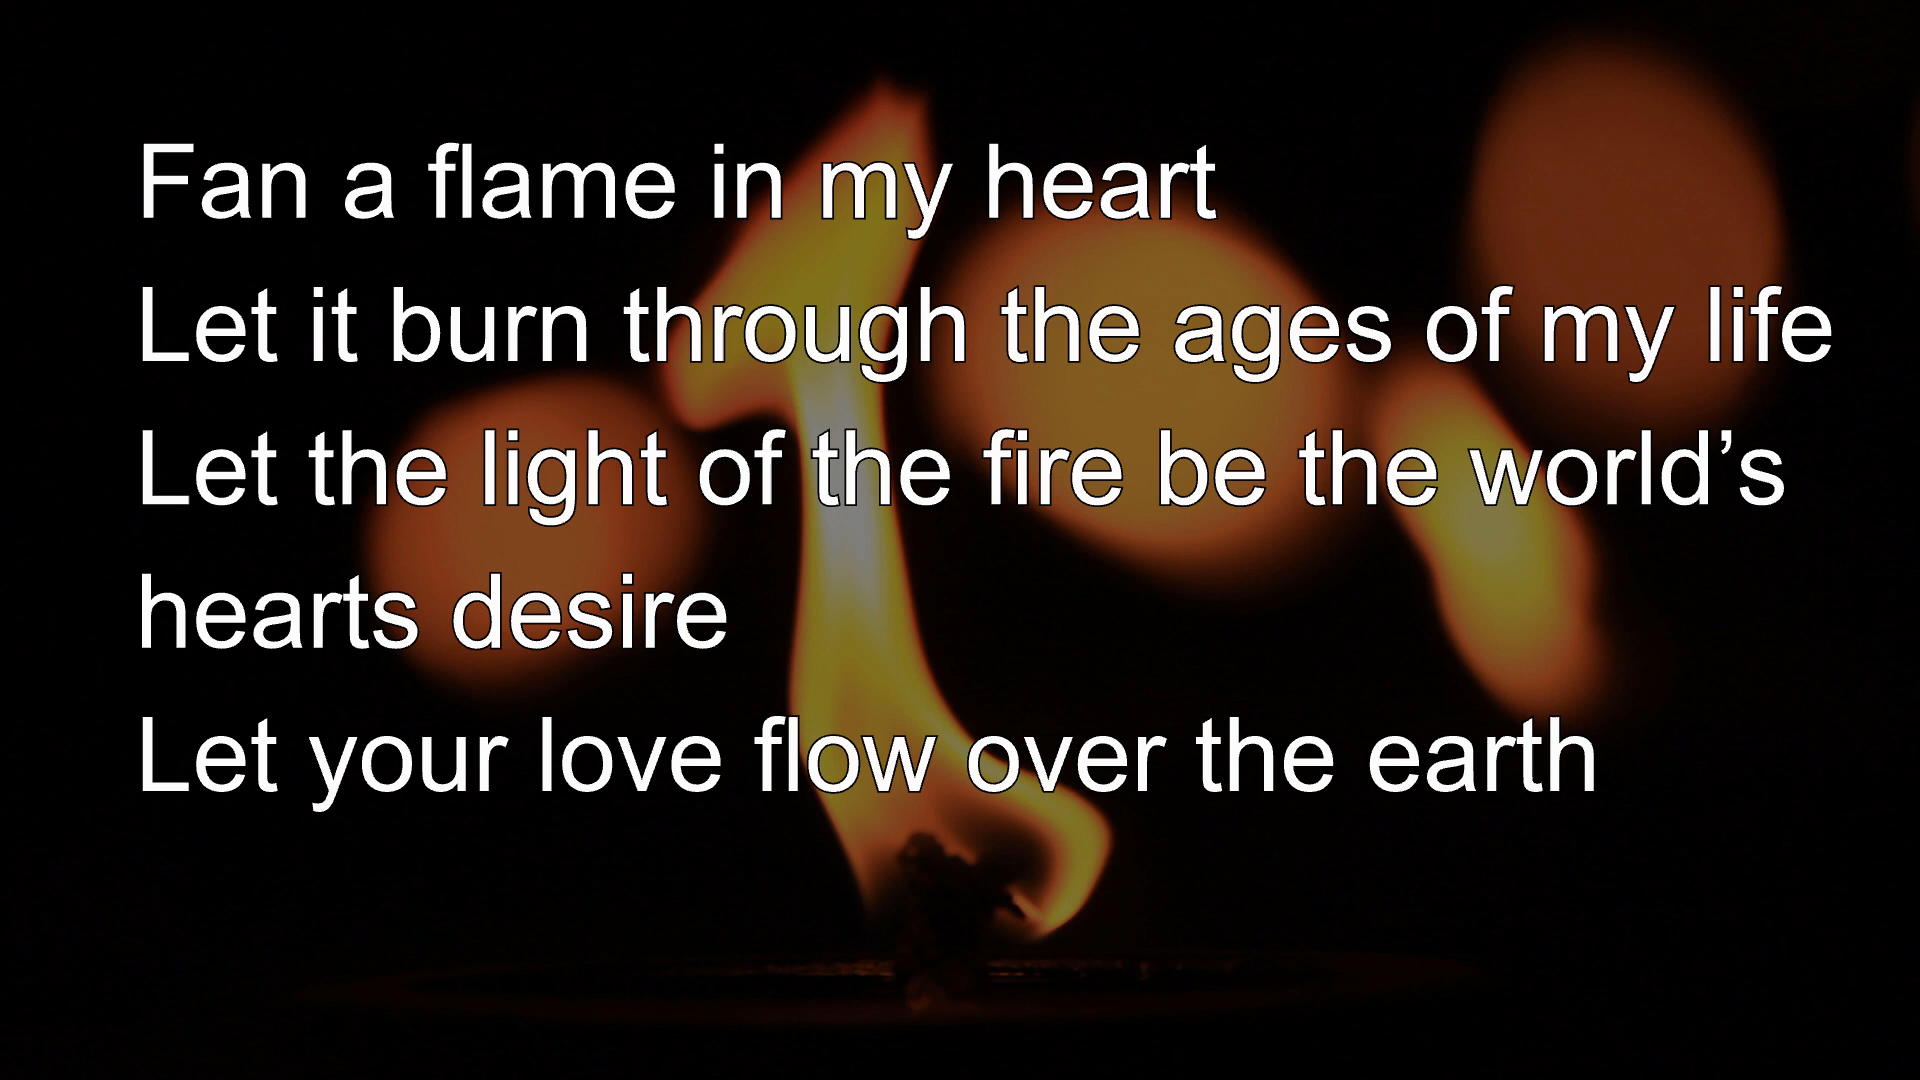 Fan a flame in my heart
Let it burn through the ages of my life
Let the light of the fire be the world’s
hearts desire
Let your love flow over the earth